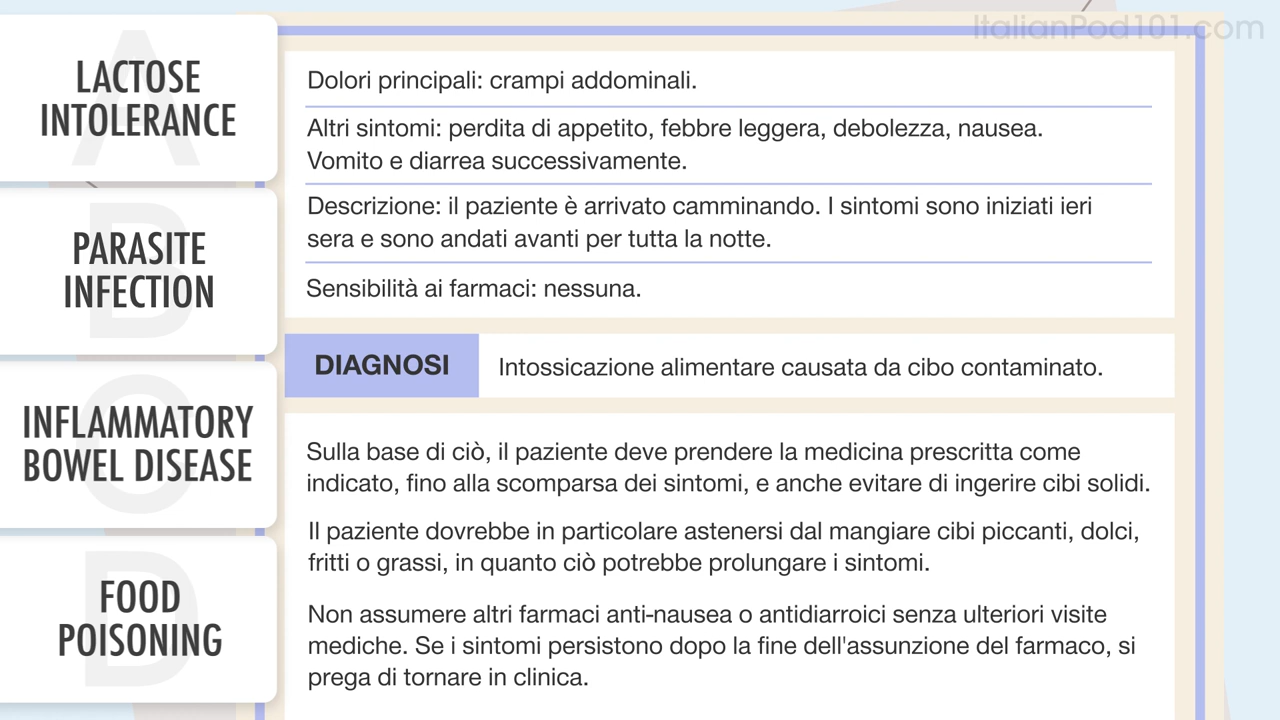 ItalianPod101.com
LACTOSE
INTOLERANCE
A
PARASITE
INFECTION
B
INFLAMMATORY
BOWEL DISEASE
C
FOOD
POISONING
D
Dolori principali: crampi addominali.
Altri sintomi: perdita di appetito, febbre leggera, debolezza, nausea.
Vomito e diarrea successivamente.
Descrizione: il paziente è arrivato camminando. I sintomi sono iniziati ieri
sera e sono andati avanti per tutta la notte.
Sensibilità ai farmaci: nessuna.
DIAGNOSI
Intossicazione alimentare causata da cibo contaminato.
Sulla base di ciò, il paziente deve prendere la medicina prescritta come
indicato, fino alla scomparsa dei sintomi, e anche evitare di ingerire cibi solidi.
Il paziente dovrebbe in particolare astenersi dal mangiare cibi piccanti, dolci,
fritti o grassi, in quanto ciò potrebbe prolungare i sintomi.
Non assumere altri farmaci anti-nausea o antidiarroici senza ulteriori visite
mediche. Se i sintomi persistono dopo la fine dell'assunzione del farmaco, si
prega di tornare in clinica.